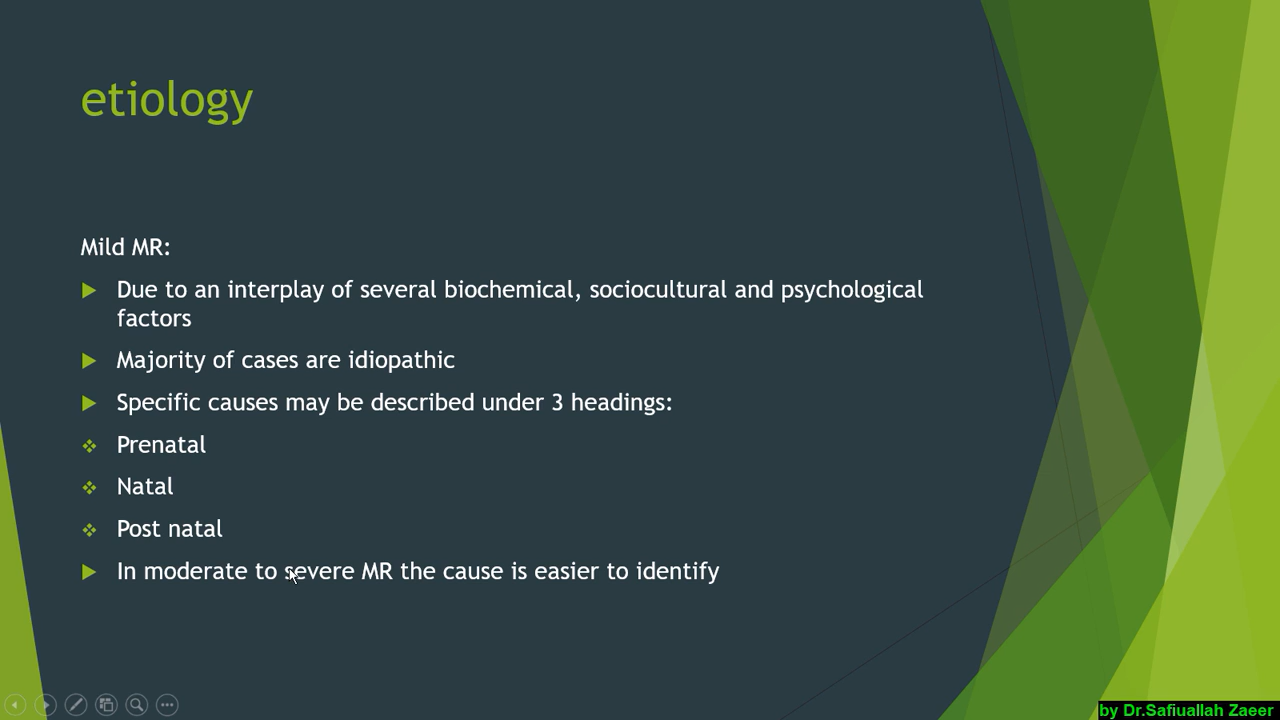 etiology
Mild MR:
Due to an interplay of several biochemical, sociocultural and psychological
factors
Majority of cases are idiopathic
Specific causes may be described under 3 headings:
Prenatal
Natal
Post natal
In moderate to severe MR the cause is easier to identify
by Dr.Safiuallah Zaeer